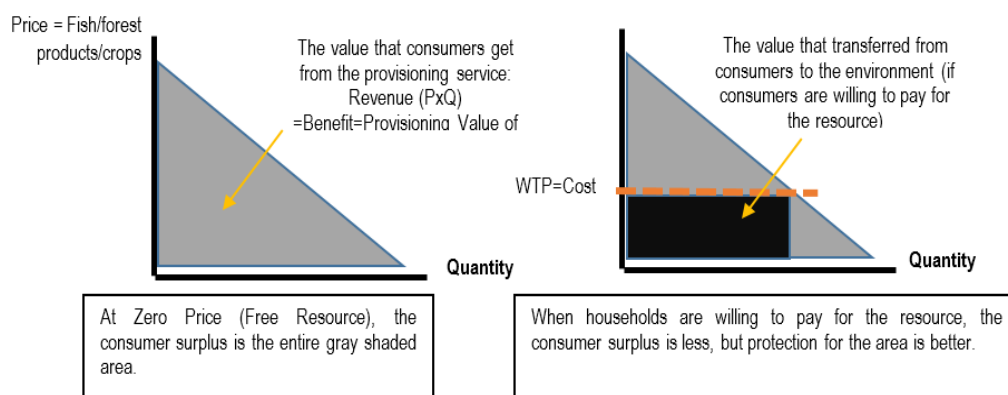 Price = Fish/forest
products/crops
The value that consumers get
from the provisioning service:
Revenue (PxQ)
=Benefit=Provisioning Value of
Quantity
At Zero Price (Free Resource), the
consumer surplus is the entire gray shaded
area.
The value that transferred from
consumers to the environment (if
consumers are willing to pay for
the resource)
WTP=Cost
Quantity
When households are willing to pay for the resource, the
consumer surplus is less, but protection for the area is better.